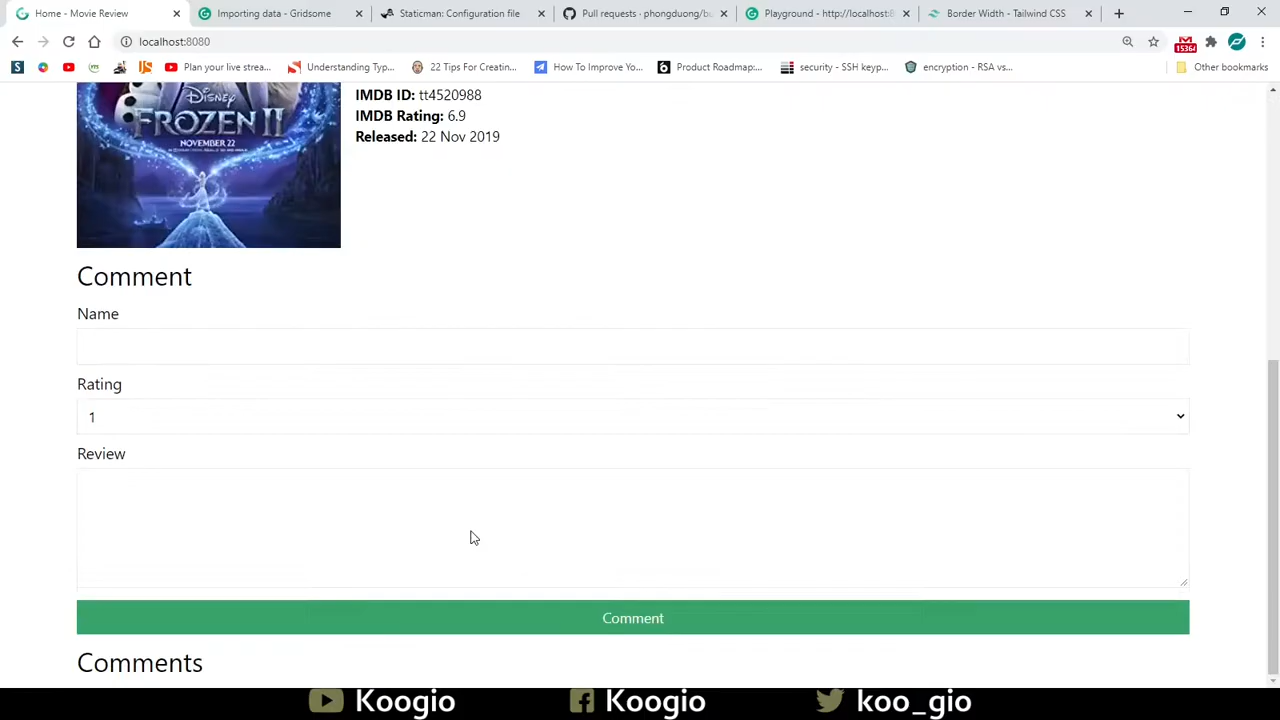 Home - Movie Review
Importing data - Gridsome
Staticman Configuration file
Pull requests · phongduong/bu
Playground - http://localhost:8
Border Width - Tailwind CSS
localhost:8080
1536
Plan your live strea...
Understanding Typ...
22 Tips For Creatin...
How To Improve Yo...
Product Roadmap:...
security - SSH keyp...
encryption - RSA vs...
Other bookmarks
DISNEY
FROZEN II
NOVEMBER 22
IMDB ID: tt4520988
IMDB Rating: 6.9
Released: 22 Nov 2019
Comment
Name
Rating
1
Review
Comment
Comments
Koogio
Koogio
koo_gio